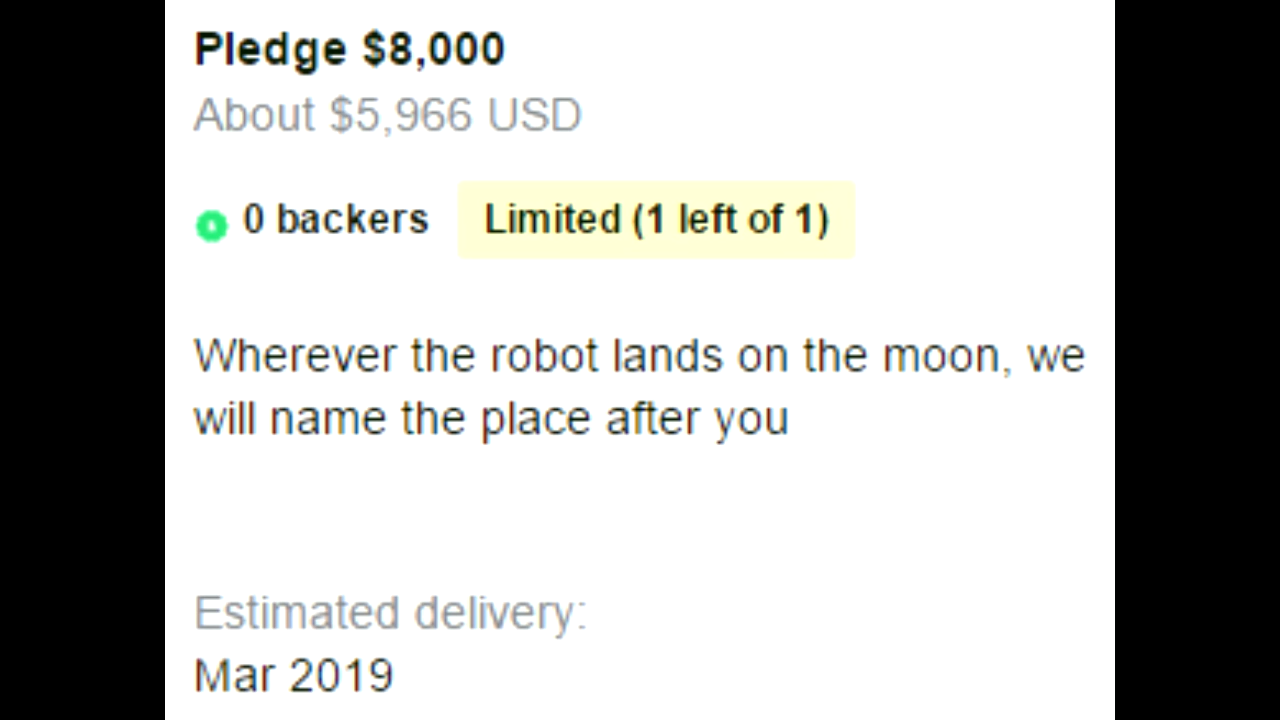 Pledge $8,000
About $5,966 USD
0 backers Limited (1 left of 1)
Wherever the robot lands on the moon, we
will name the place after you
Estimated delivery:
Mar 2019